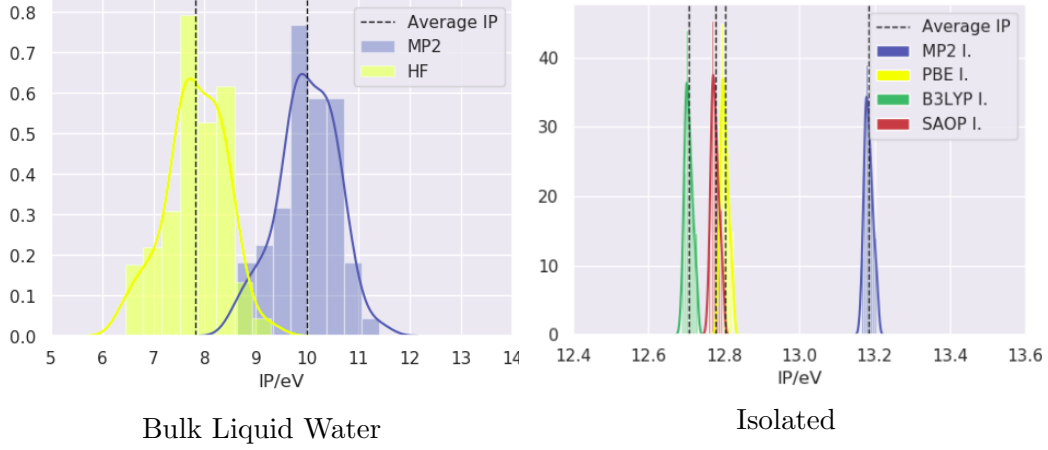 0.8
0.7
0.6
0.5
0.4
0.3
0.2
0.1
0.0
5 6 7 8 9 10 11 12 13 14
IP/eV
Average IP
MP2
HF
Bulk Liquid Water
40
30
20
10
0
12.4 12.6 12.8 13.0 13.2 13.4 13.6
IP/eV
Average IP
MP2 I.
PBE I.
B3LYP I.
SAOP I.
Isolated